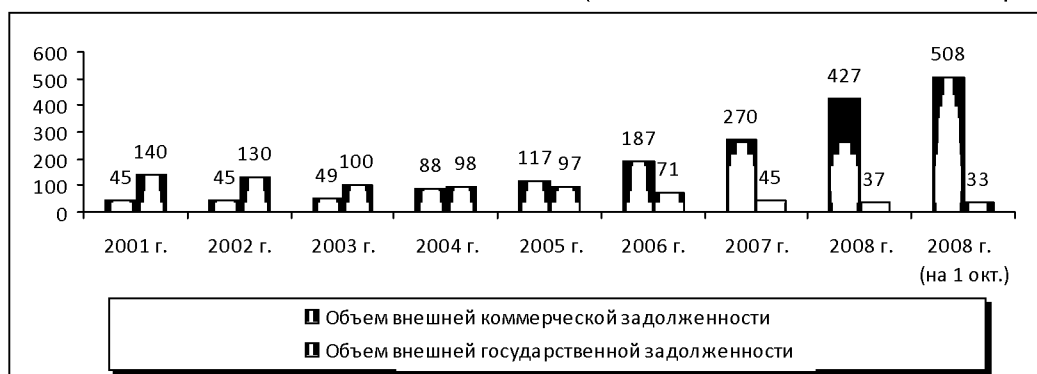 600
500
400
300
200
100
0
45 140 45 130 49 100 88 98 117 97 187 71 270 45 427 37 508 33
2001 г. 2002 г. 2003 г. 2004 г. 2005 г. 2006 г. 2007 г. 2008 г. 2008 г.
(на 1 окт.)
Объем внешней коммерческой задолженности
Объем внешней государственной задолженности